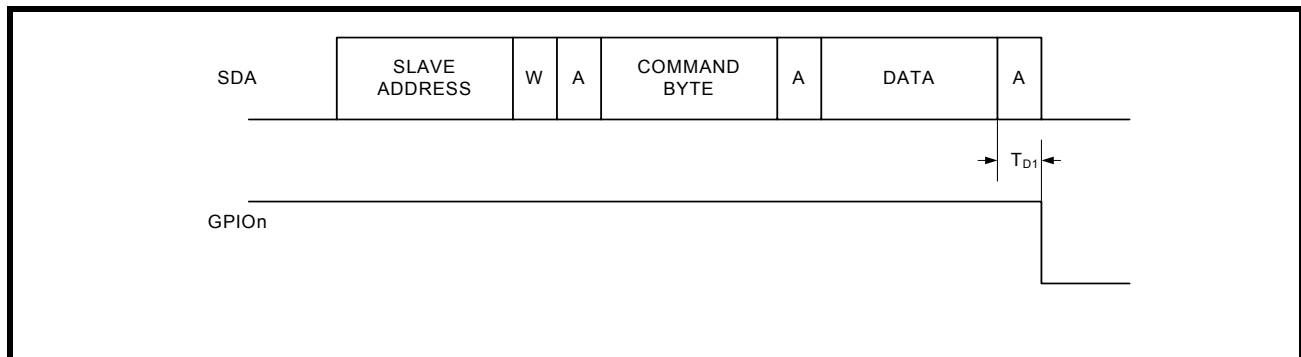 SDA
SLAVE
ADDRESS
W
A
COMMAND
BYTE
A
DATA
A
TD1
GPIOn